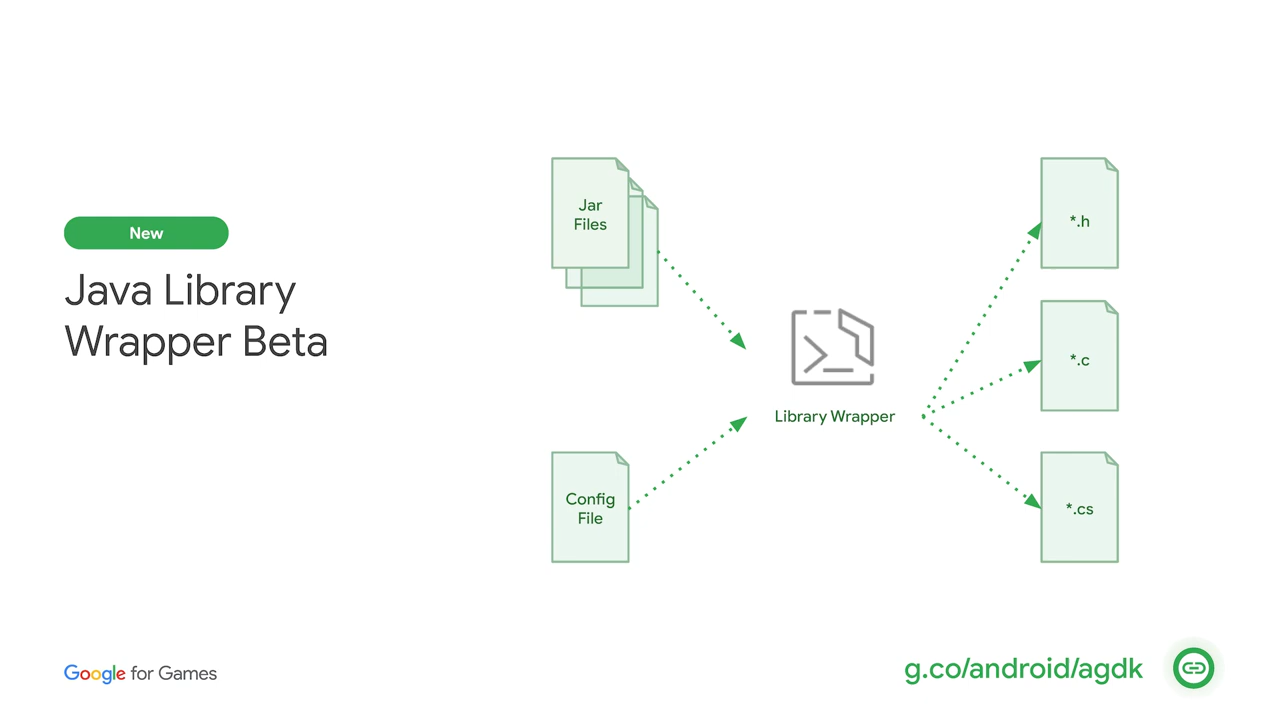 New
Java Library
Wrapper Beta
Jar
Files
Config
File
Library Wrapper
*.h
*.c
*.cs
Google for Games
g.co/android/agdk